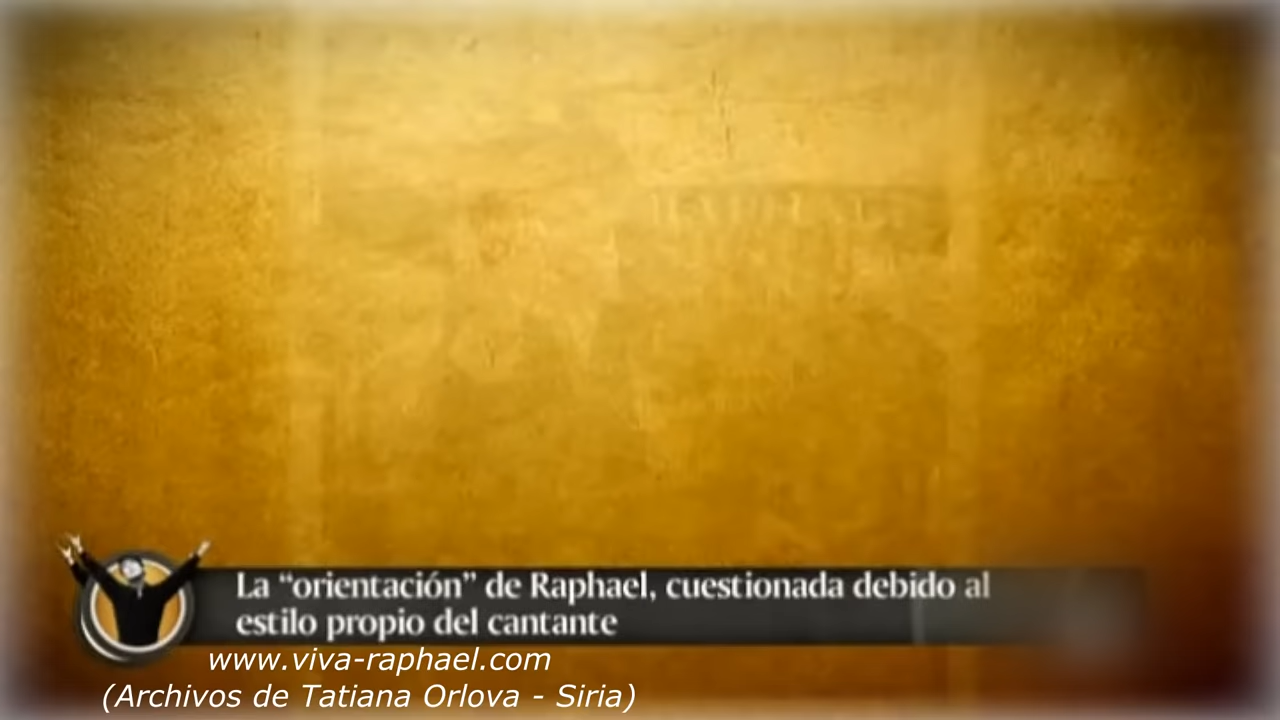 La “orientación” de Raphael, cuestionada debido al
estilo propio del cantante
www.viva-raphael.com
(Archivos de Tatiana Orlova - Siria)